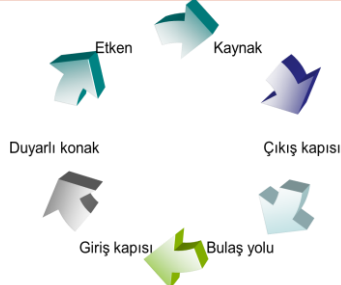 Etken
Kaynak
Duyarlı konak
Çıkış kapısı
Giriş kapısı
Bulaş yolu